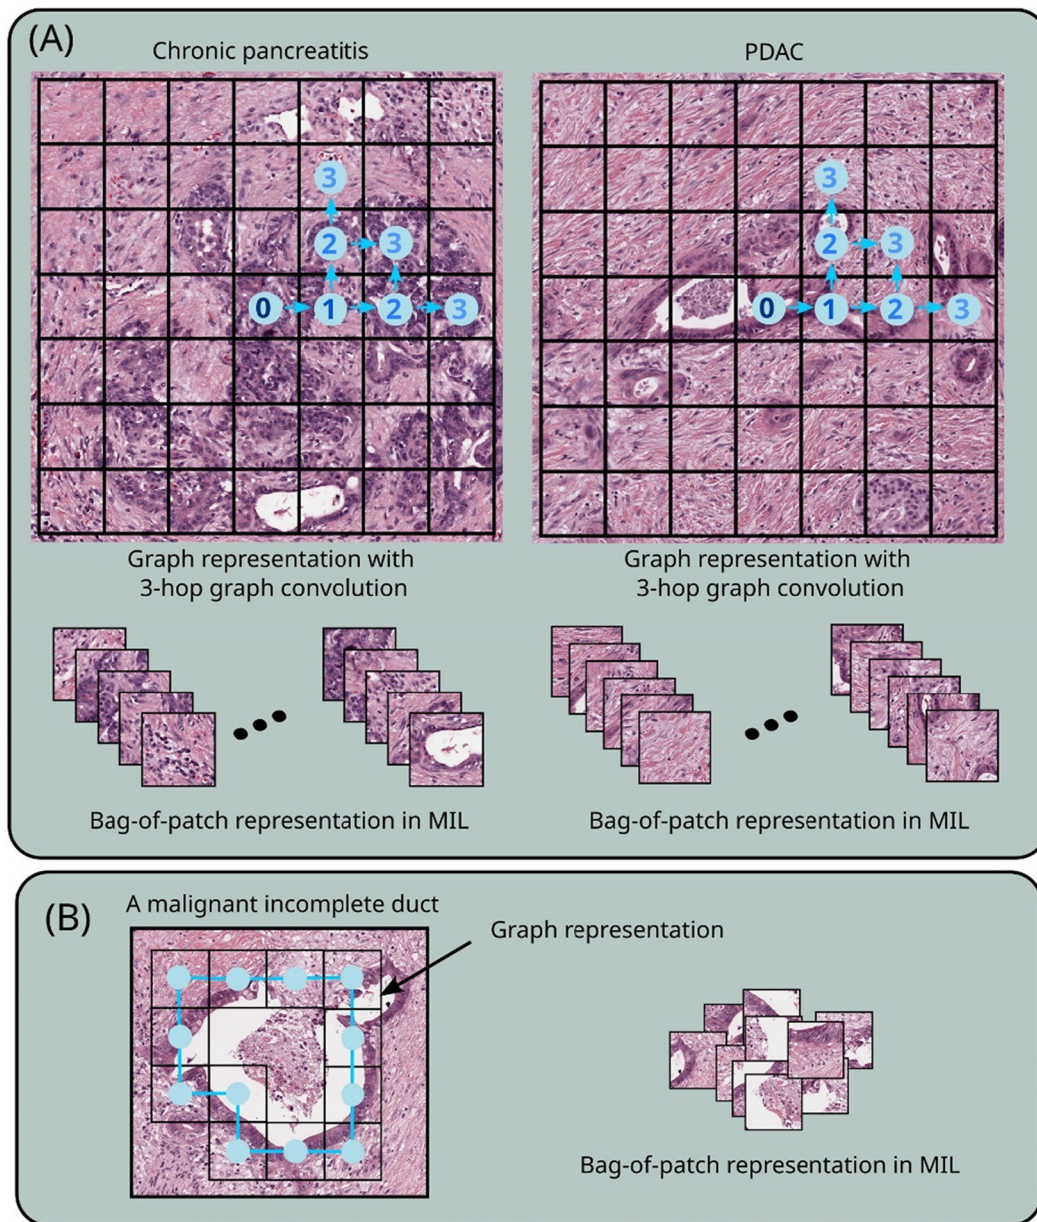 (A)
Chronic pancreatitis
PDAC
3
2 3
0 1 2 3
3
2 3
0 1 2 3
Graph representation with
3-hop graph convolution
Graph representation with
3-hop graph convolution
Bag-of-patch representation in MIL
Bag-of-patch representation in MIL
(B)
A malignant incomplete duct
Graph representation
Bag-of-patch representation in MIL